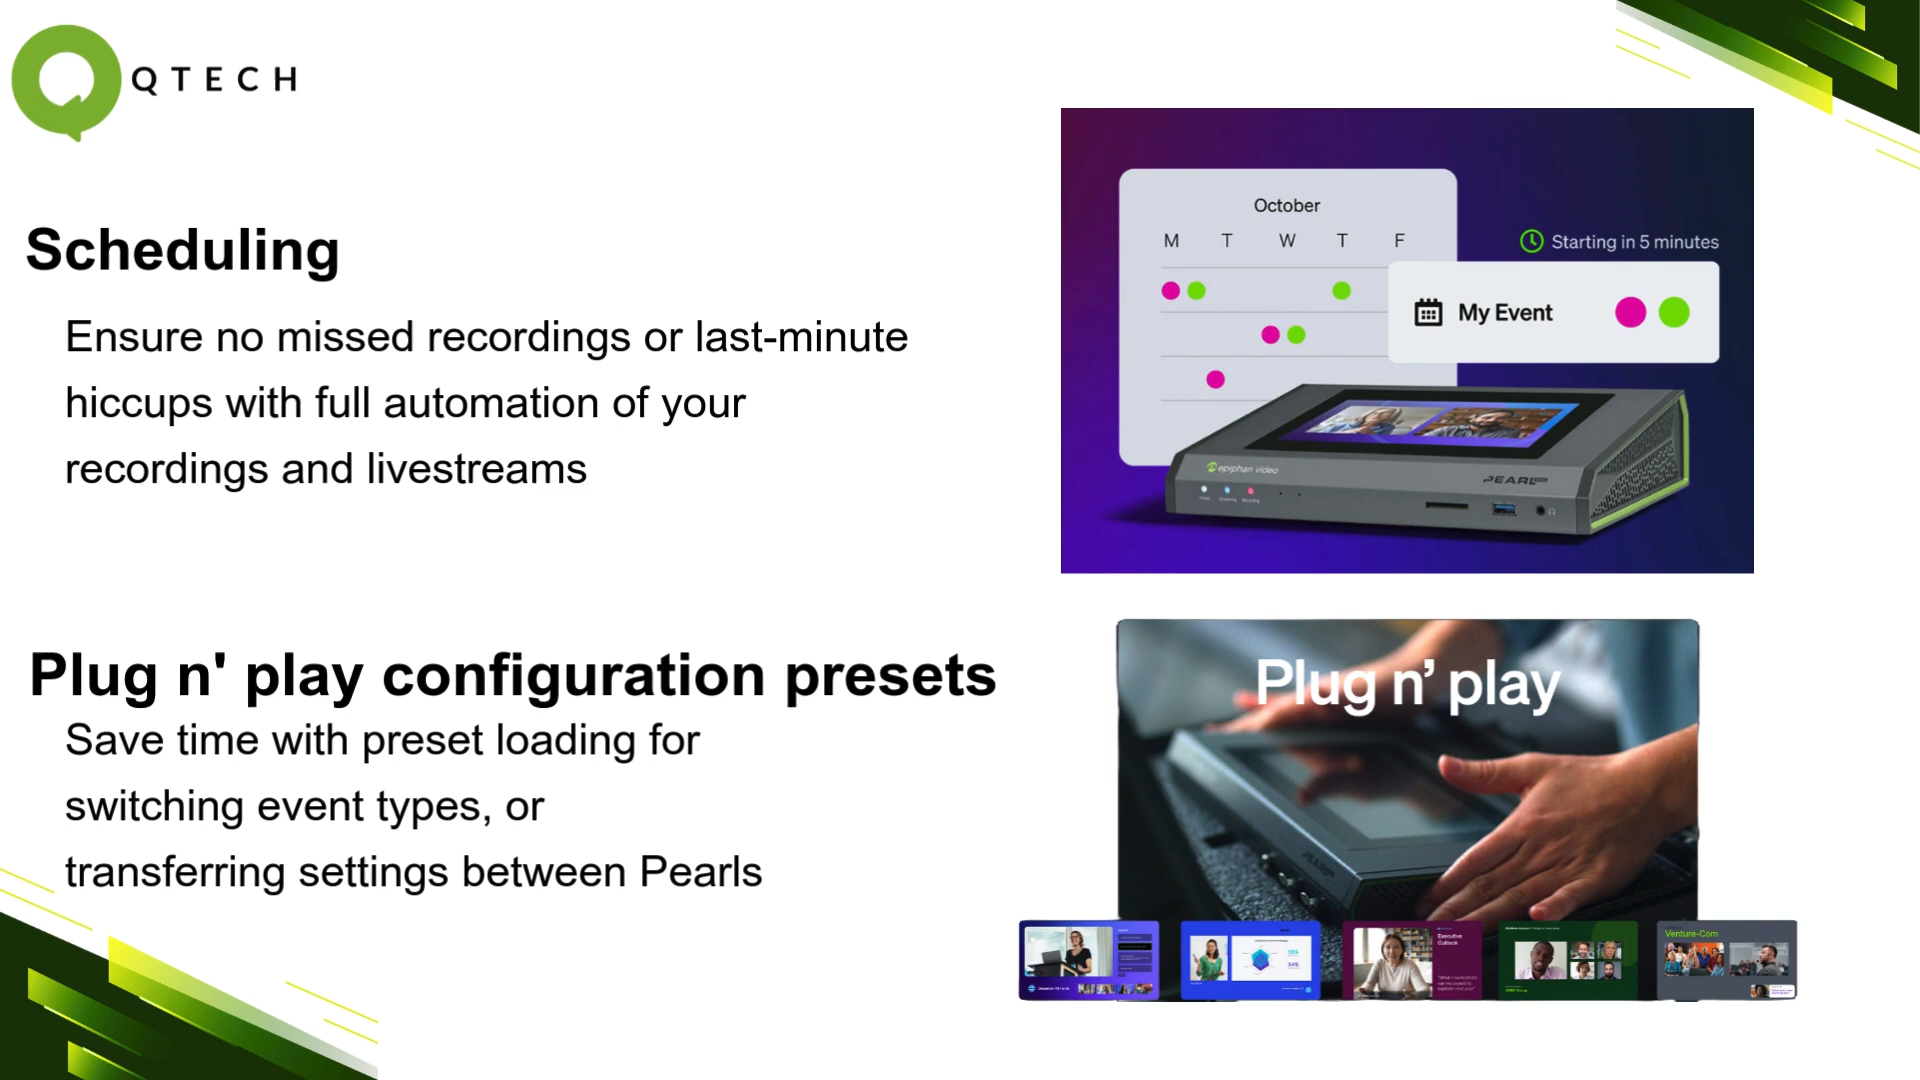 QTECH
Scheduling
Ensure no missed recordings or last-minute
hiccups with full automation of your
recordings and livestreams
October
M T W T F
Starting in 5 minutes
My Event
epiphan video
PEARL
Plug n' play configuration presets
Save time with preset loading for
switching event types, or
transferring settings between Pearls
Plug n’ play
Executive
Outlook
Venture-Com